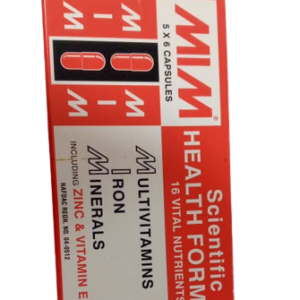 MIM®
5 X 6 CAPSULES
Scientific
HEALTH FORM
16 VITAL NUTRIENTS
M
I
M
M
I
M
MULTIVITAMINS
IRON
MINERALS
INCLUDING ZINC & VITAMIN E
NAFDAC REGN. NO. 04-0512